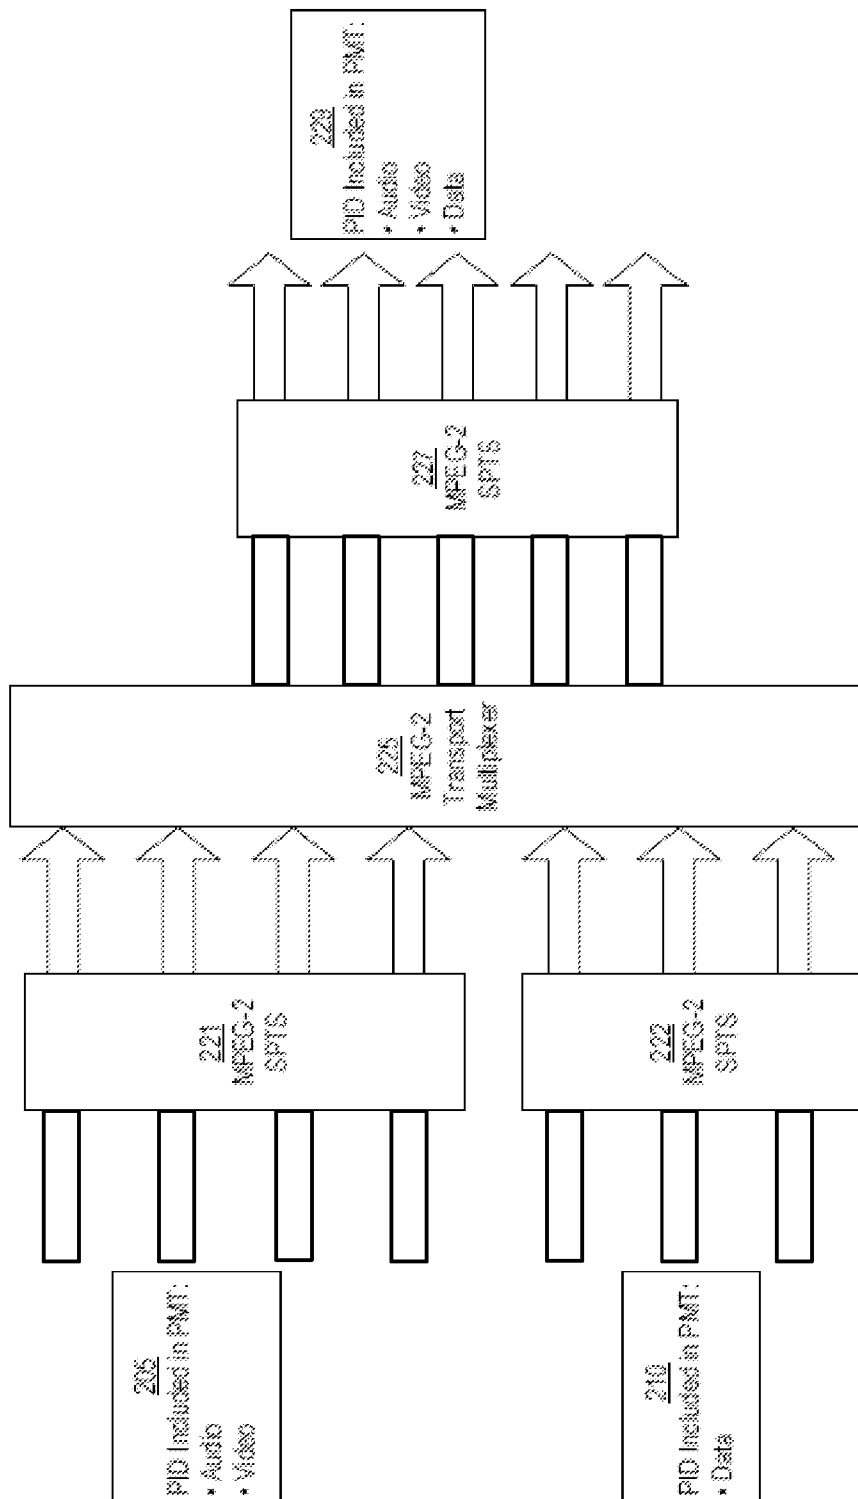 205
PID Included in PMT:
• Audio
• Video
210
PID Included in PMT:
• Data
221
MPEG-2
SPTS
222
MPEG-2
SPTS
225
MPEG-2
Transport
Multiplexer
227
MPEG-2
SPTS
229
PID Included in PMT:
• Audio
• Video
• Data